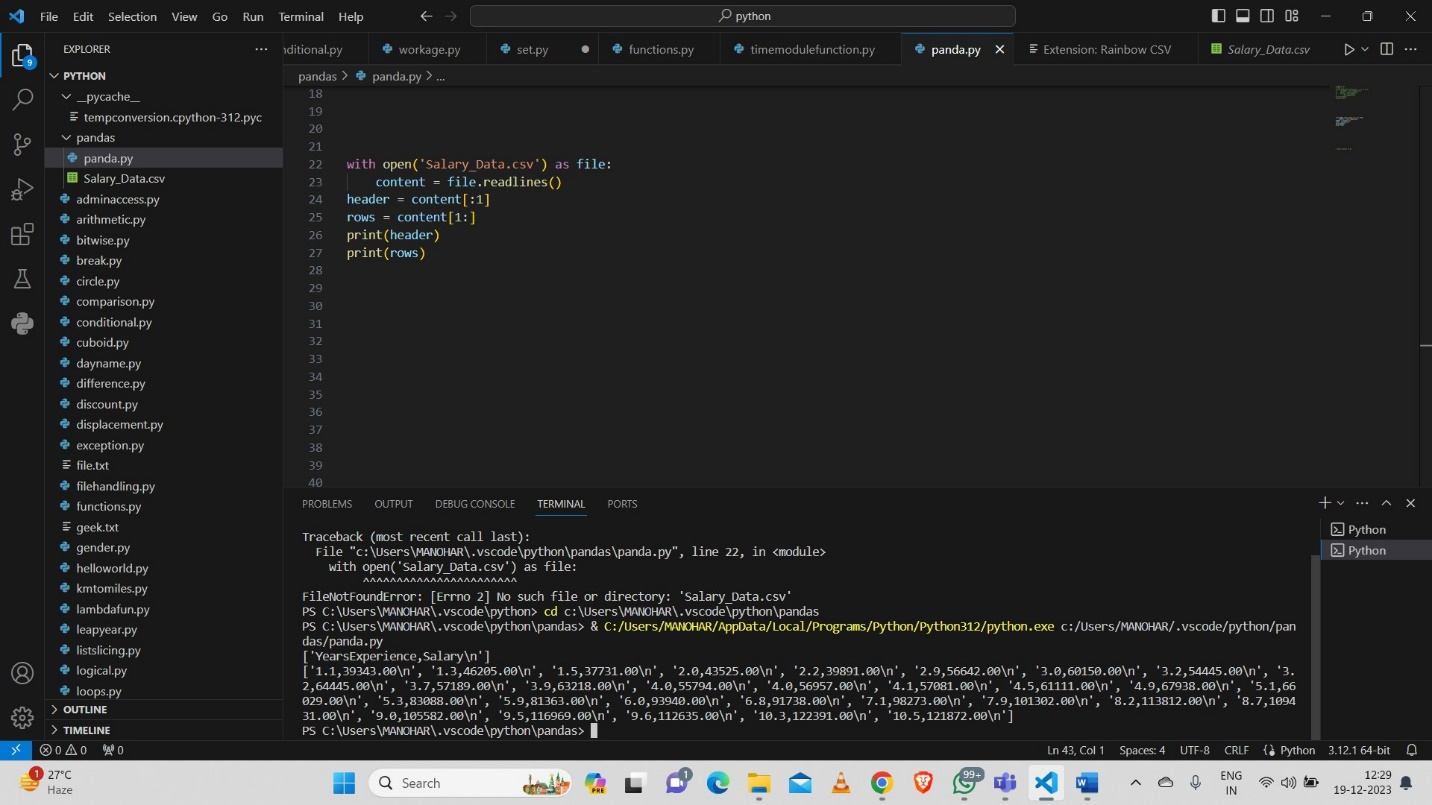 File Edit Selection View Go Run Terminal Help
python
EXPLORER
nditional.py
workage.py
set.py
functions.py
timemodulefunction.py
panda.py
Extension: Rainbow CSV
Salary_Data.csv
9
PYTHON
__pycache__
tempconversion.cpython-312.pyc
pandas
panda.py
Salary_Data.csv
adminaccess.py
arithmetic.py
bitwise.py
break.py
circle.py
comparison.py
conditional.py
cuboid.py
dayname.py
difference.py
discount.py
displacement.py
exception.py
file.txt
filehandling.py
functions.py
geek.txt
gender.py
helloworld.py
kmtomiles.py
lambdafun.py
leapyear.py
listslicing.py
logical.py
loops.py
OUTLINE
TIMELINE
pandas > panda.py > ...
18
19
20
21
22 with open('Salary_Data.csv') as file:
23 content = file.readlines()
24 header = content[:1]
25 rows = content[1:]
26 print(header)
27 print(rows)
28
29
30
31
32
33
34
35
36
37
38
39
40
PROBLEMS OUTPUT DEBUG CONSOLE TERMINAL PORTS
Python
Python
Traceback (most recent call last):
File "c:\Users\MANOHAR\.vscode\python\pandas\panda.py", line 22, in <module>
with open('Salary_Data.csv') as file:
^^^^^^^^^^^^^^^^^^^^^^^
FileNotFoundError: [Errno 2] No such file or directory: 'Salary_Data.csv'
PS C:\Users\MANOHAR\.vscode\python> cd c:\Users\MANOHAR\.vscode\python\pandas
PS C:\Users\MANOHAR\.vscode\python\pandas> & C:/Users/MANOHAR/AppData/Local/Programs/Python/Python312/python.exe c:/Users/MANOHAR/.vscode/python/pan
das/panda.py
['YearsExperience,Salary\n']
['1.1,39343.00\n', '1.3,46205.00\n', '1.5,37731.00\n', '2.0,43525.00\n', '2.2,39891.00\n', '2.9,56642.00\n', '3.0,60150.00\n', '3.2,54445.00\n', '3.
2,64445.00\n', '3.7,57189.00\n', '3.9,63218.00\n', '4.0,55794.00\n', '4.0,56957.00\n', '4.1,57081.00\n', '4.5,61111.00\n', '4.9,67938.00\n', '5.1,66
029.00\n', '5.3,83088.00\n', '5.9,81363.00\n', '6.0,93940.00\n', '6.8,91738.00\n', '7.1,98273.00\n', '7.9,101302.00\n', '8.2,113812.00\n', '8.7,1094
31.00\n', '9.0,105582.00\n', '9.5,116969.00\n', '9.6,112635.00\n', '10.3,122391.00\n', '10.5,121872.00\n']
PS C:\Users\MANOHAR\.vscode\python\pandas>
0 0 0
Ln 43, Col 1 Spaces: 4 UTF-8 CRLF Python 3.12.1 64-bit
1
27°C
Haze
Search
PRE
1
99+
ENG
IN
12:29
19-12-2023